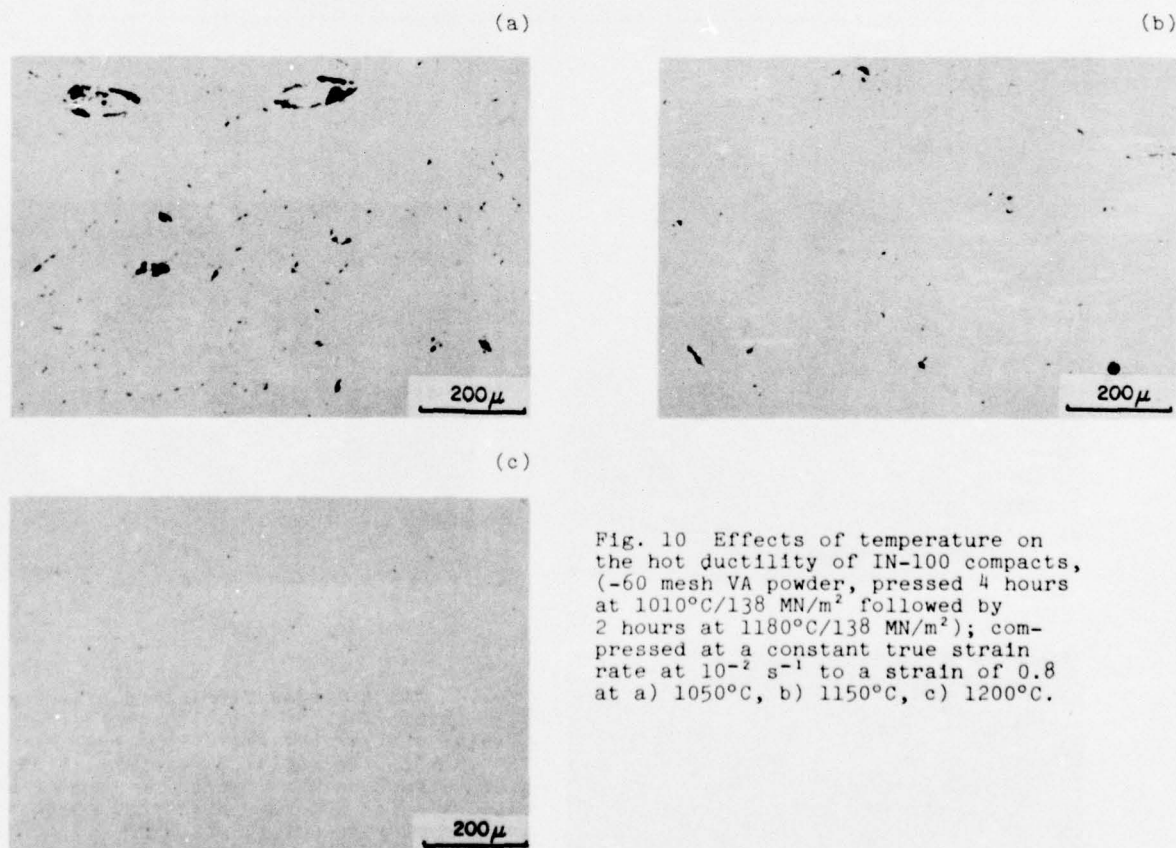 (a)
(b)
200μ
200μ
(c)
200μ
Fig. 10 Effects of temperature on
the hot ductility of IN-100 compacts,
(-60 mesh VA powder, pressed 4 hours
at 1010°C/138 MN/m² followed by
2 hours at 1180°C/138 MN/m²); com-
pressed at a constant true strain
rate at 10⁻² s⁻¹ to a strain of 0.8
at a) 1050°C, b) 1150°C, c) 1200°C.